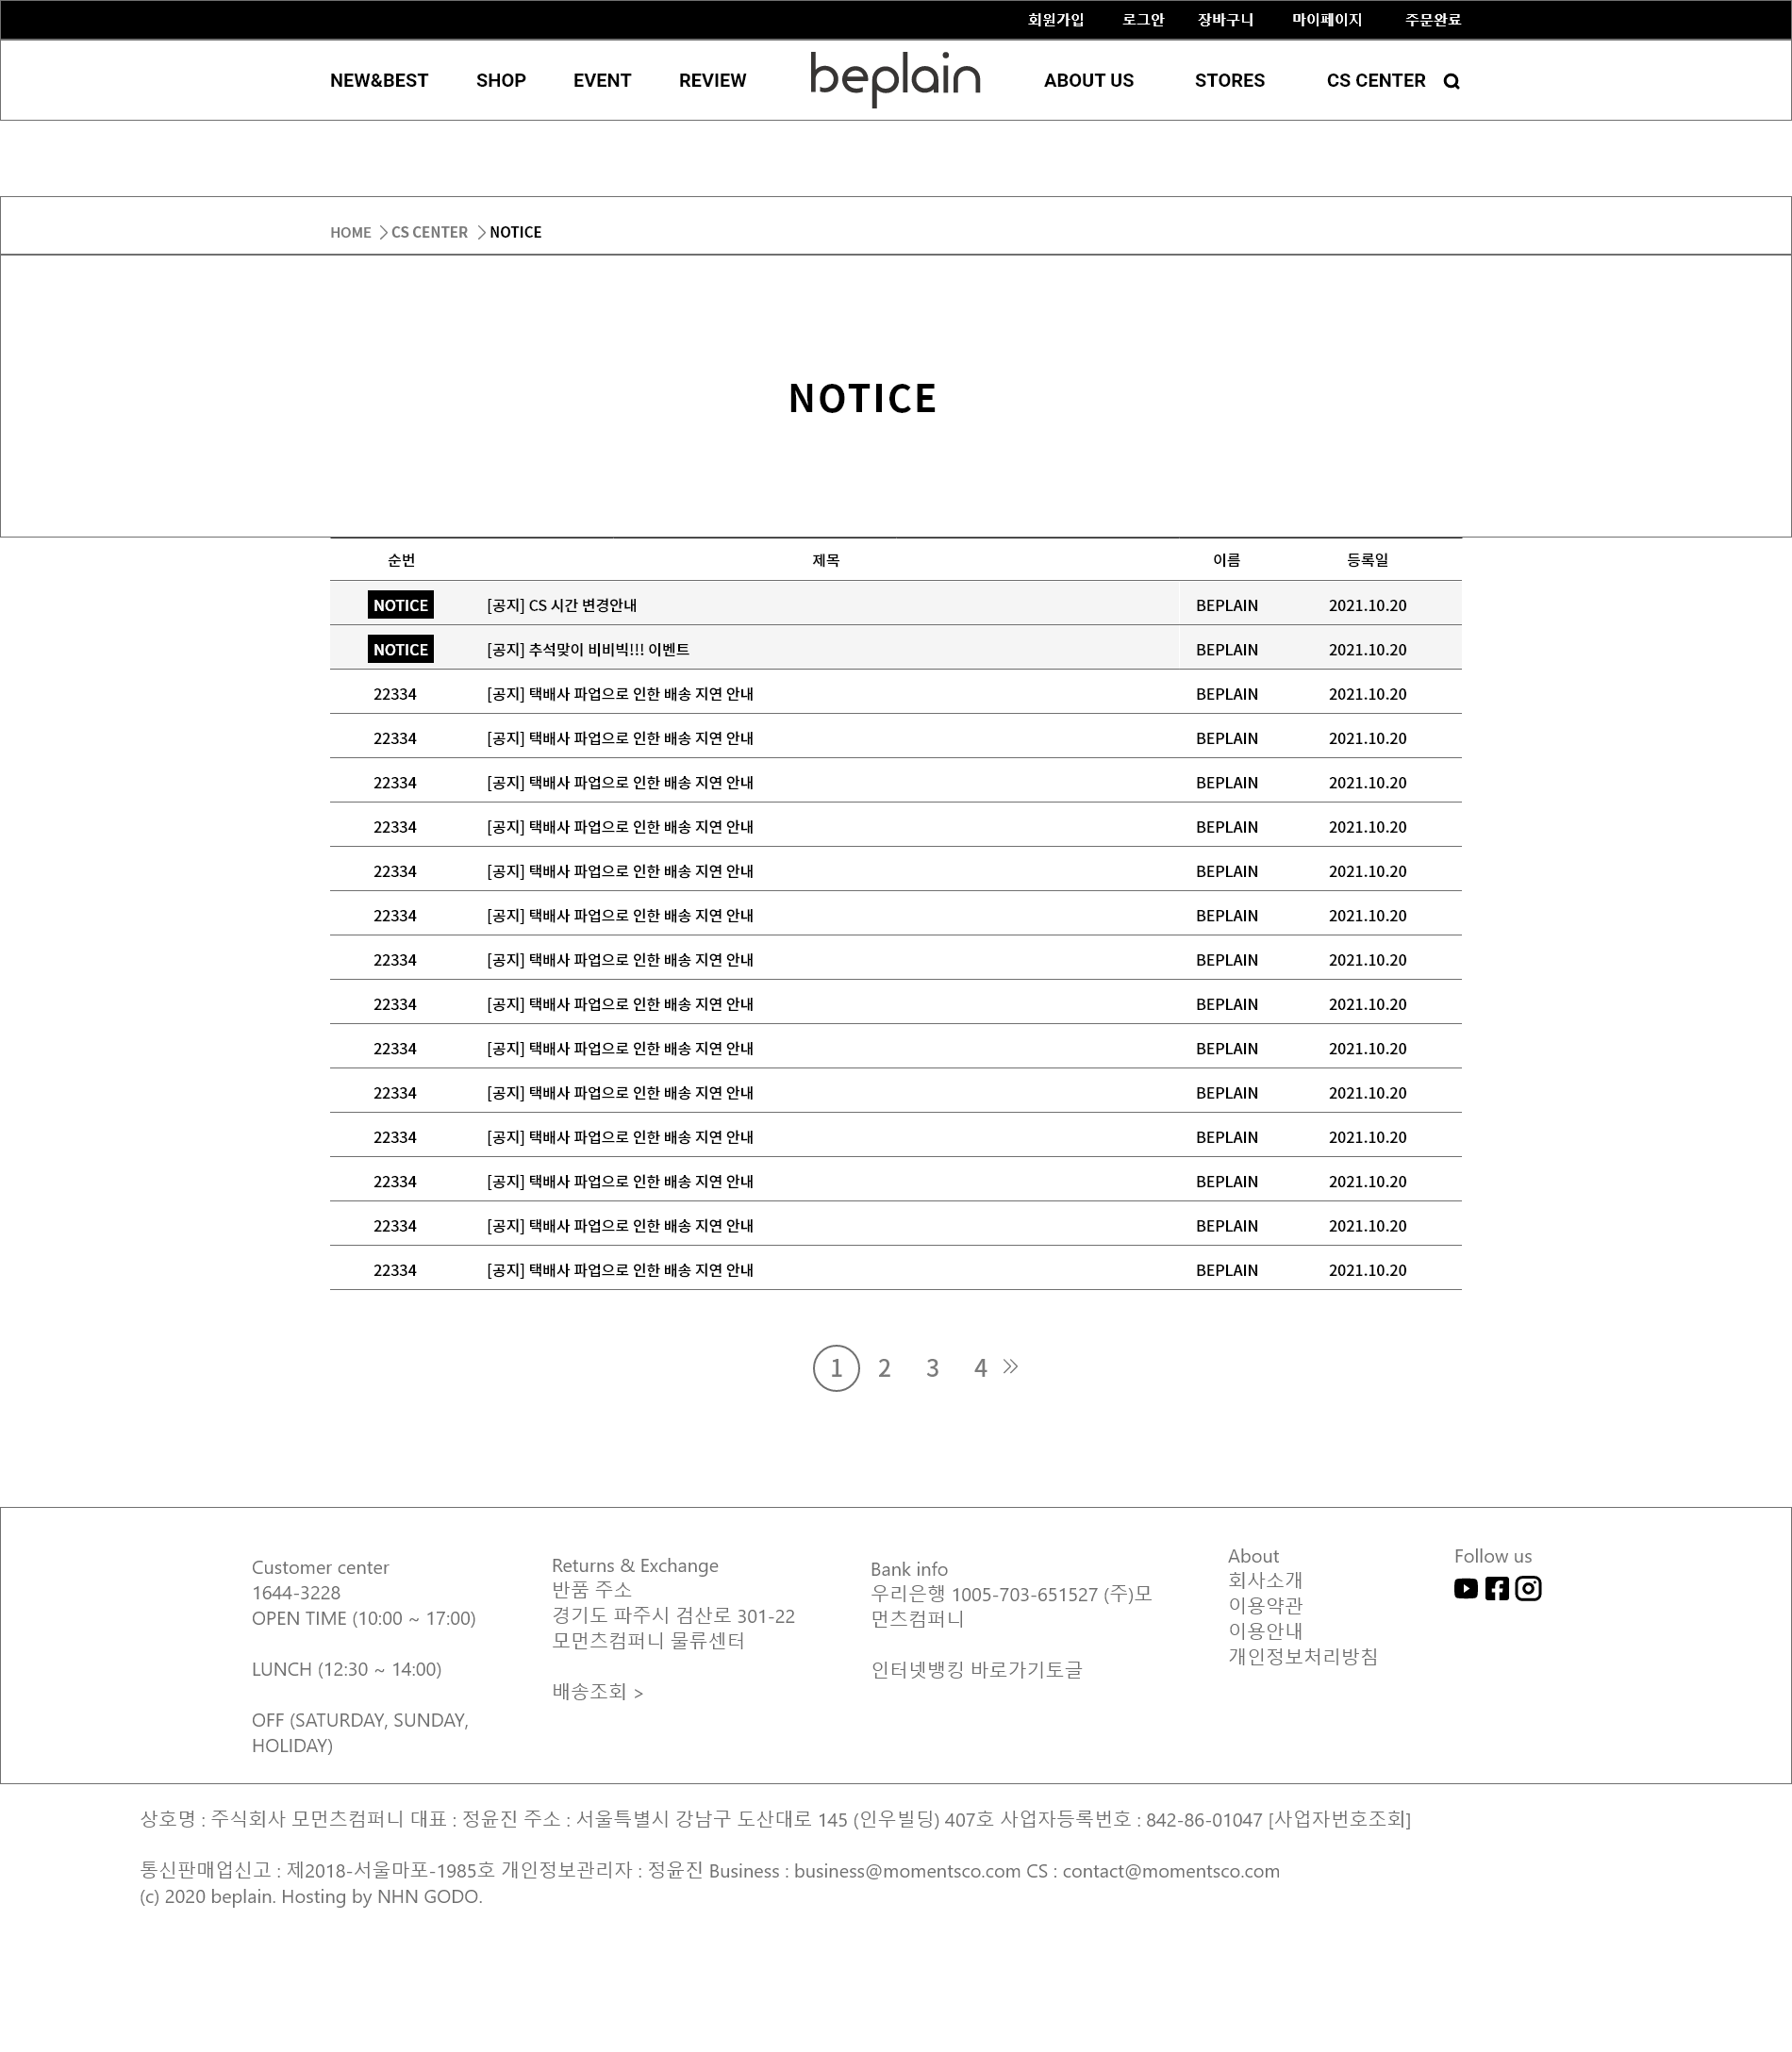 회원가입 로그안 장바구니 마이페이지 주문완료
NEW&BEST SHOP EVENT REVIEW beplain ABOUT US STORES CS CENTER
HOME > CS CENTER > NOTICE
NOTICE
순번 제목 이름 등록일
NOTICE [공지] CS 시간 변경안내 BEPLAIN 2021.10.20
NOTICE [공지] 추석맞이 비비빅!!! 이벤트 BEPLAIN 2021.10.20
22334 [공지] 택배사 파업으로 인한 배송 지연 안내 BEPLAIN 2021.10.20
22334 [공지] 택배사 파업으로 인한 배송 지연 안내 BEPLAIN 2021.10.20
22334 [공지] 택배사 파업으로 인한 배송 지연 안내 BEPLAIN 2021.10.20
22334 [공지] 택배사 파업으로 인한 배송 지연 안내 BEPLAIN 2021.10.20
22334 [공지] 택배사 파업으로 인한 배송 지연 안내 BEPLAIN 2021.10.20
22334 [공지] 택배사 파업으로 인한 배송 지연 안내 BEPLAIN 2021.10.20
22334 [공지] 택배사 파업으로 인한 배송 지연 안내 BEPLAIN 2021.10.20
22334 [공지] 택배사 파업으로 인한 배송 지연 안내 BEPLAIN 2021.10.20
22334 [공지] 택배사 파업으로 인한 배송 지연 안내 BEPLAIN 2021.10.20
22334 [공지] 택배사 파업으로 인한 배송 지연 안내 BEPLAIN 2021.10.20
22334 [공지] 택배사 파업으로 인한 배송 지연 안내 BEPLAIN 2021.10.20
22334 [공지] 택배사 파업으로 인한 배송 지연 안내 BEPLAIN 2021.10.20
22334 [공지] 택배사 파업으로 인한 배송 지연 안내 BEPLAIN 2021.10.20
22334 [공지] 택배사 파업으로 인한 배송 지연 안내 BEPLAIN 2021.10.20
1 2 3 4 >>
Customer center
1644-3228
OPEN TIME (10:00 ~ 17:00)
LUNCH (12:30 ~ 14:00)
OFF (SATURDAY, SUNDAY,
HOLIDAY)
Returns & Exchange
반품 주소
경기도 파주시 검산로 301-22
모먼츠컴퍼니 물류센터
배송조회 >
Bank info
우리은행 1005-703-651527 (주)모
먼츠컴퍼니
인터넷뱅킹 바로가기토글
About
회사소개
이용약관
이용안내
개인정보처리방침
Follow us
상호명 : 주식회사 모먼츠컴퍼니 대표 : 정윤진 주소 : 서울특별시 강남구 도산대로 145 (인우빌딩) 407호 사업자등록번호 : 842-86-01047 [사업자번호조회]
통신판매업신고 : 제2018-서울마포-1985호 개인정보관리자 : 정윤진 Business : business@momentsco.com CS : contact@momentsco.com
(c) 2020 beplain. Hosting by NHN GODO.